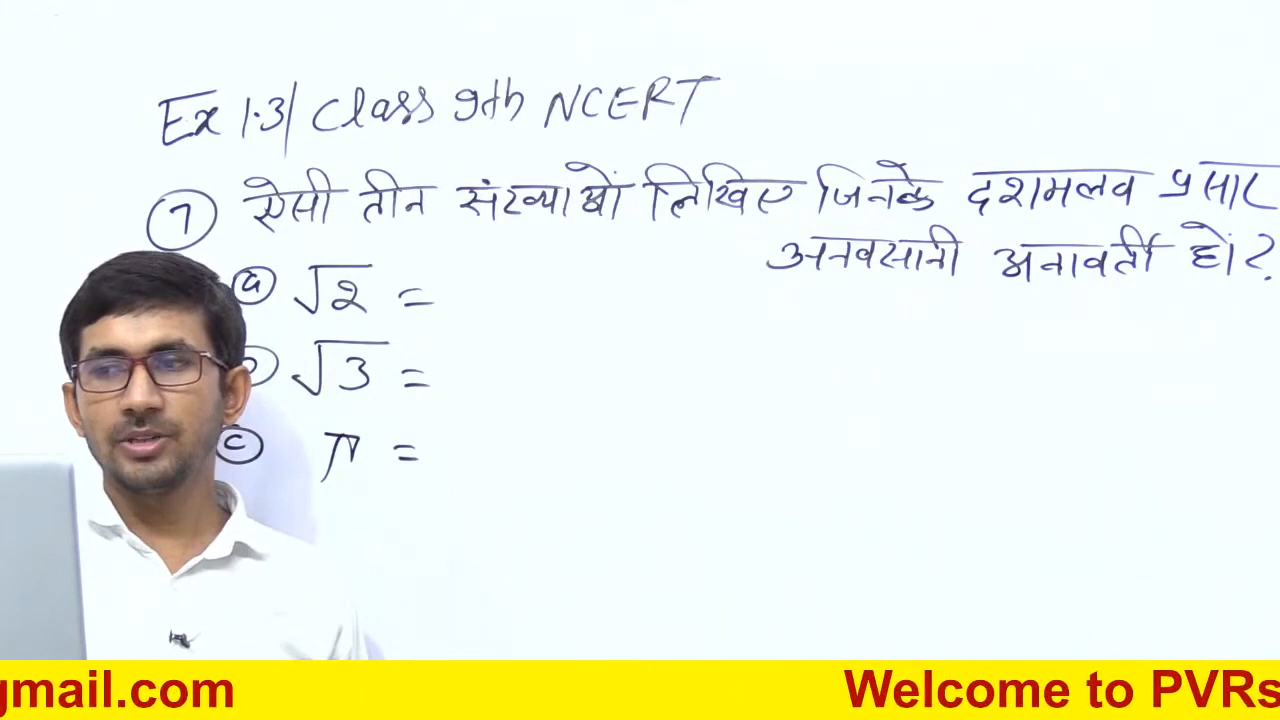 Ex 1.3/ Class 9th NCERT
7 ऐसी तीन संख्याओं लिखिए जिनके दशमलव प्रसार
अनवसानी अनावर्ती हों?
a √2 =
√3 =
c π =
gmail.com
Welcome to PVRs